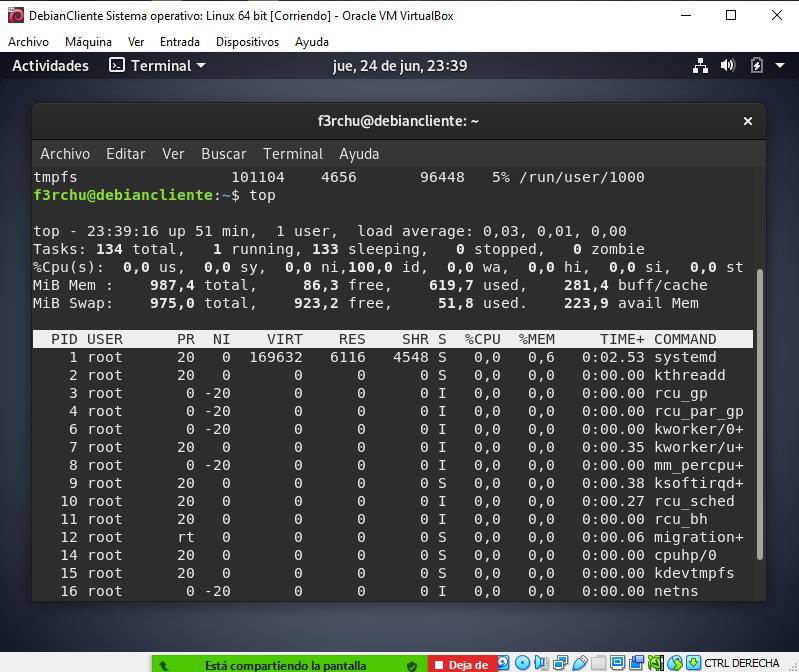 DebianCliente Sistema operativo: Linux 64 bit [Corriendo] - Oracle VM VirtualBox
Archivo Máquina Ver Entrada Dispositivos Ayuda
Actividades Terminal jue, 24 de jun, 23:39
f3rchu@debiancliente: ~
Archivo Editar Ver Buscar Terminal Ayuda
tmpfs 101104 4656 96448 5% /run/user/1000
f3rchu@debiancliente:~$ top
top - 23:39:16 up 51 min, 1 user, load average: 0,03, 0,01, 0,00
Tasks: 134 total, 1 running, 133 sleeping, 0 stopped, 0 zombie
%Cpu(s): 0,0 us, 0,0 sy, 0,0 ni,100,0 id, 0,0 wa, 0,0 hi, 0,0 si, 0,0 st
MiB Mem : 987,4 total, 86,3 free, 619,7 used, 281,4 buff/cache
MiB Swap: 975,0 total, 923,2 free, 51,8 used. 223,9 avail Mem
PID USER PR NI VIRT RES SHR S %CPU %MEM TIME+ COMMAND
1 root 20 0 169632 6116 4548 S 0,0 0,6 0:02.53 systemd
2 root 20 0 0 0 0 S 0,0 0,0 0:00.00 kthreadd
3 root 0 -20 0 0 0 I 0,0 0,0 0:00.00 rcu_gp
4 root 0 -20 0 0 0 I 0,0 0,0 0:00.00 rcu_par_gp
6 root 0 -20 0 0 0 I 0,0 0,0 0:00.00 kworker/0+
7 root 20 0 0 0 0 I 0,0 0,0 0:00.35 kworker/u+
8 root 0 -20 0 0 0 I 0,0 0,0 0:00.00 mm_percpu+
9 root 20 0 0 0 0 S 0,0 0,0 0:00.38 ksoftirqd+
10 root 20 0 0 0 0 I 0,0 0,0 0:00.27 rcu_sched
11 root 20 0 0 0 0 I 0,0 0,0 0:00.00 rcu_bh
12 root rt 0 0 0 0 S 0,0 0,0 0:00.06 migration+
14 root 20 0 0 0 0 S 0,0 0,0 0:00.00 cpuhp/0
15 root 20 0 0 0 0 S 0,0 0,0 0:00.00 kdevtmpfs
16 root 0 -20 0 0 0 I 0,0 0,0 0:00.00 netns
Está compartiendo la pantalla Deja de CTRL DERECHA